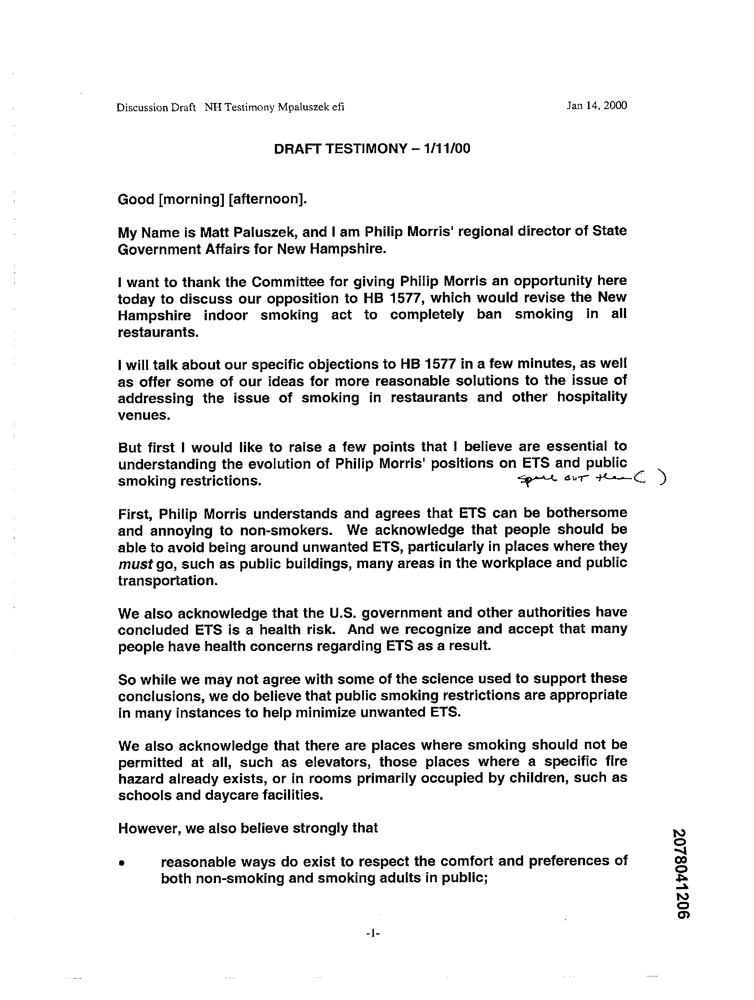 Discussion Draft NH Testimony Mpaluszek efi Jan 14, 2000
DRAFT TESTIMONY – 1/11/00
Good [morning] [afternoon].
My Name is Matt Paluszek, and I am Philip Morris' regional director of State
Government Affairs for New Hampshire.
I want to thank the Committee for giving Philip Morris an opportunity here
today to discuss our opposition to HB 1577, which would revise the New
Hampshire indoor smoking act to completely ban smoking in all
restaurants.
I will talk about our specific objections to HB 1577 in a few minutes, as well
as offer some of our ideas for more reasonable solutions to the issue of
addressing the issue of smoking in restaurants and other hospitality
venues.
But first I would like to raise a few points that I believe are essential to
understanding the evolution of Philip Morris' positions on ETS and public
smoking restrictions.
spell out then ( )
First, Philip Morris understands and agrees that ETS can be bothersome
and annoying to non-smokers. We acknowledge that people should be
able to avoid being around unwanted ETS, particularly in places where they
must go, such as public buildings, many areas in the workplace and public
transportation.
We also acknowledge that the U.S. government and other authorities have
concluded ETS is a health risk. And we recognize and accept that many
people have health concerns regarding ETS as a result.
So while we may not agree with some of the science used to support these
conclusions, we do believe that public smoking restrictions are appropriate
in many instances to help minimize unwanted ETS.
We also acknowledge that there are places where smoking should not be
permitted at all, such as elevators, those places where a specific fire
hazard already exists, or in rooms primarily occupied by children, such as
schools and daycare facilities.
However, we also believe strongly that
• reasonable ways do exist to respect the comfort and preferences of
both non-smoking and smoking adults in public;
2078041206
-1-